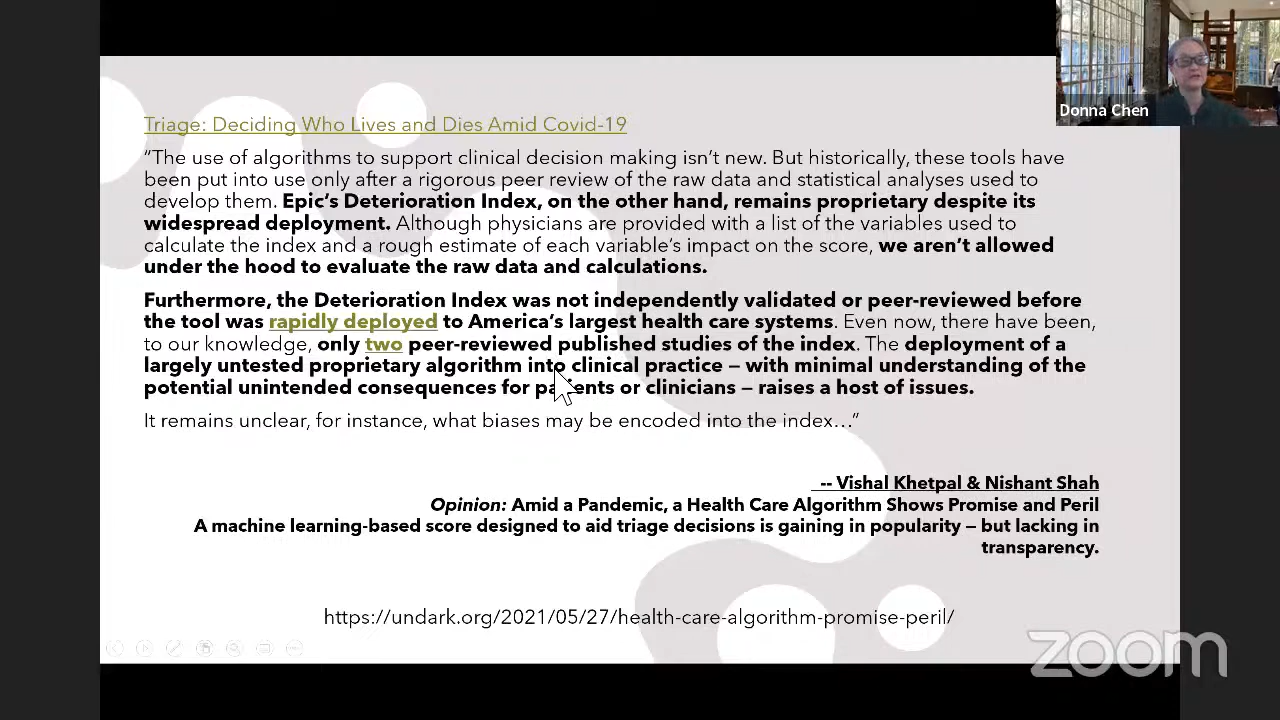 Donna Chen
Triage: Deciding Who Lives and Dies Amid Covid-19
“The use of algorithms to support clinical decision making isn’t new. But historically, these tools have
been put into use only after a rigorous peer review of the raw data and statistical analyses used to
develop them. Epic’s Deterioration Index, on the other hand, remains proprietary despite its
widespread deployment. Although physicians are provided with a list of the variables used to
calculate the index and a rough estimate of each variable’s impact on the score, we aren’t allowed
under the hood to evaluate the raw data and calculations.
Furthermore, the Deterioration Index was not independently validated or peer-reviewed before
the tool was rapidly deployed to America’s largest health care systems. Even now, there have been,
to our knowledge, only two peer-reviewed published studies of the index. The deployment of a
largely untested proprietary algorithm into clinical practice — with minimal understanding of the
potential unintended consequences for patients or clinicians — raises a host of issues.
It remains unclear, for instance, what biases may be encoded into the index…”
-- Vishal Khetpal & Nishant Shah
Opinion: Amid a Pandemic, a Health Care Algorithm Shows Promise and Peril
A machine learning-based score designed to aid triage decisions is gaining in popularity — but lacking in
transparency.
https://undark.org/2021/05/27/health-care-algorithm-promise-peril/
zoom